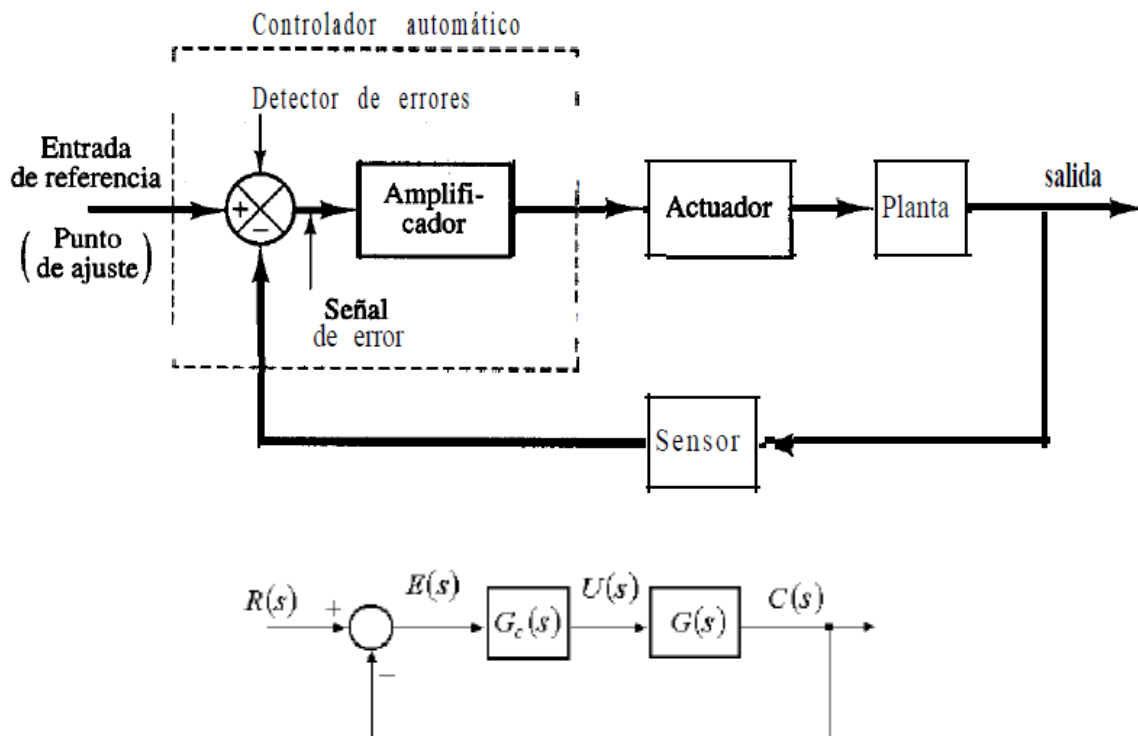 Controlador automático
Detector de errores
Entrada
de referencia
(Punto
de ajuste)
+
−
Amplifi-
cador
Señal
de error
Actuador
Planta
salida
Sensor
R(s)
+
−
E(s)
G_c(s)
U(s)
G(s)
C(s)